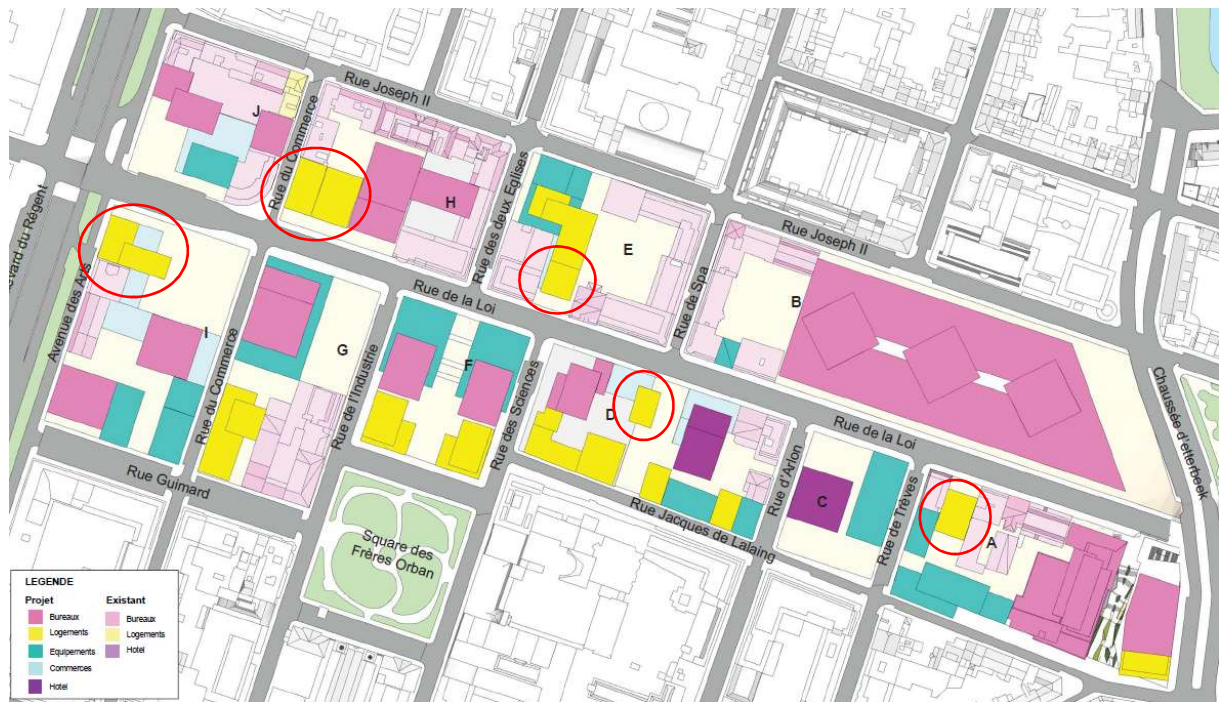 Rue Joseph II
J
Rue du Commerce
H
Rue des deux Eglises
E
Rue Joseph II
Rue de Spa
B
Avenue des Arts
I
Rue du Commerce
G
Rue de l'Industrie
Rue de la Loi
F
Rue des Sciences
D
Rue de la Loi
Chaussée d'etterbeek
Rue Guimard
Square des
Frères Orban
Rue Jacques de Lalaing
Rue d'Arlon
C
Rue de Trèves
A
levard du Régent
LEGENDE
Projet Existant
Bureaux Bureaux
Logements Logements
Equipements Hotel
Commerces
Hotel